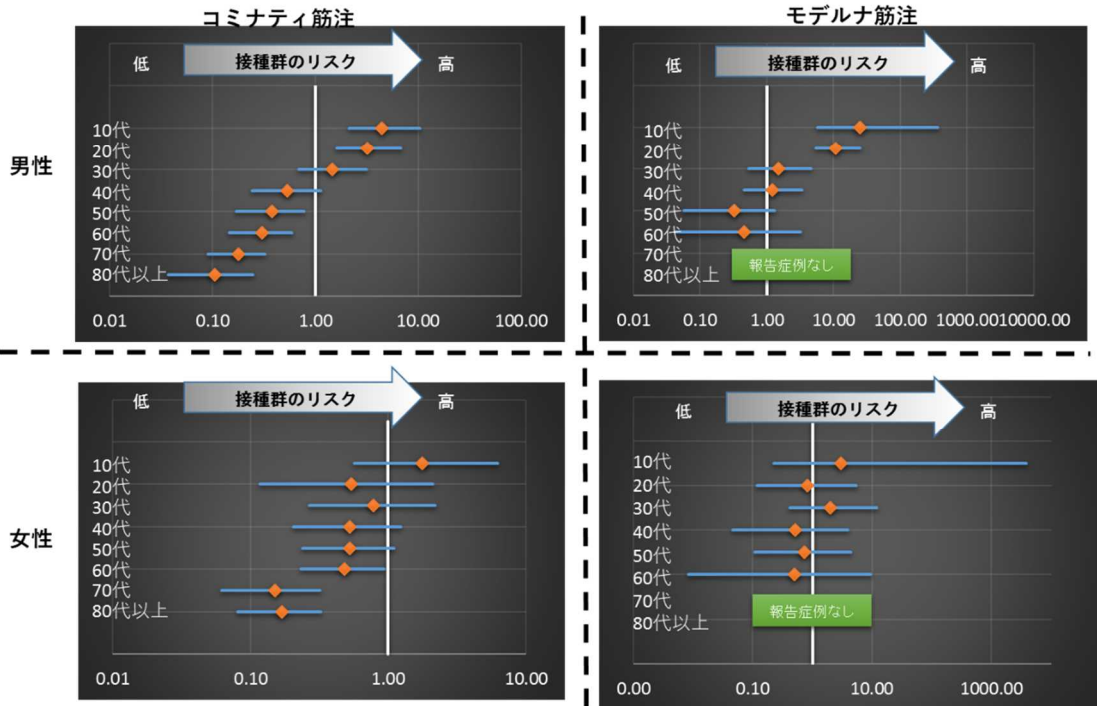 コミナティ筋注
モデルナ筋注
男性
低
接種群のリスク
高
10代
20代
30代
40代
50代
60代
70代
80代以上
0.01
0.10
1.00
10.00
100.00
低
接種群のリスク
高
10代
20代
30代
40代
50代
60代
70代
80代以上
報告症例なし
0.01
0.10
1.00
10.00
100.00
1000.00
10000.00
女性
低
接種群のリスク
高
10代
20代
30代
40代
50代
60代
70代
80代以上
0.01
0.10
1.00
10.00
低
接種群のリスク
高
10代
20代
30代
40代
50代
60代
70代
80代以上
報告症例なし
0.00
0.10
10.00
1000.00